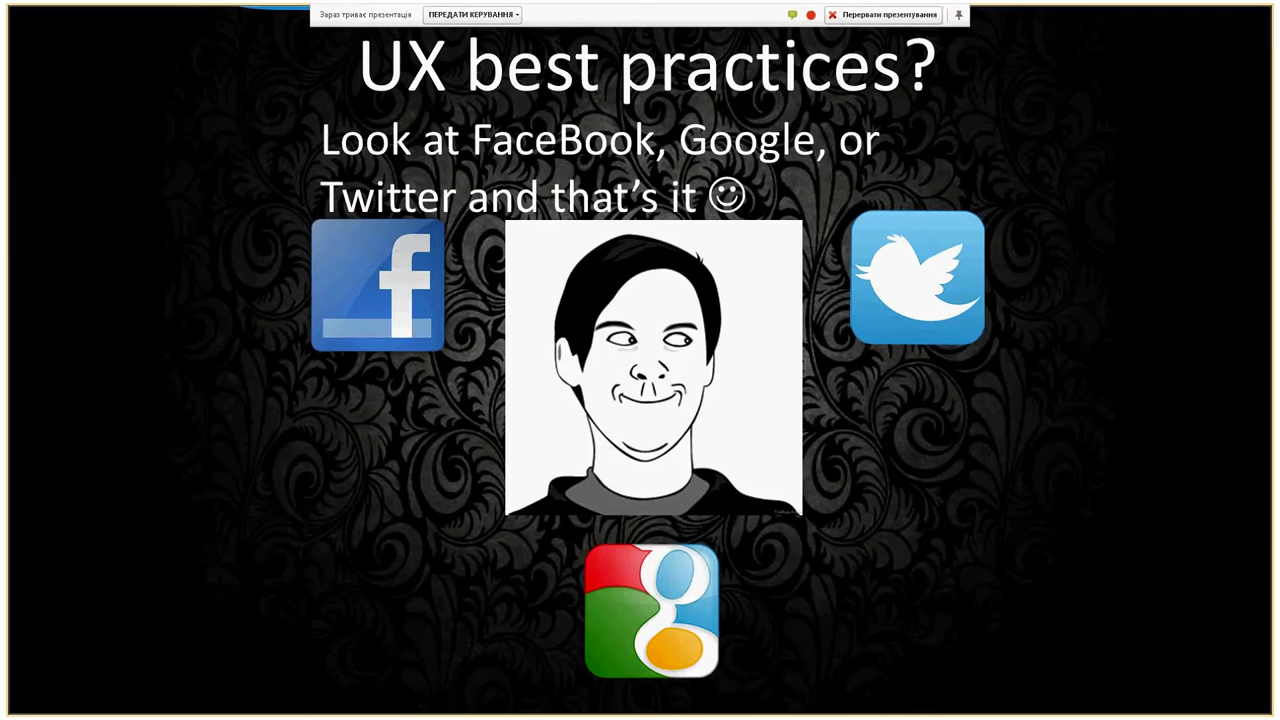 Зараз триває презентація
ПЕРЕДАТИ КЕРУВАННЯ
Перервати презентування
UX best practices?
Look at FaceBook, Google, or
Twitter and that's it ☺